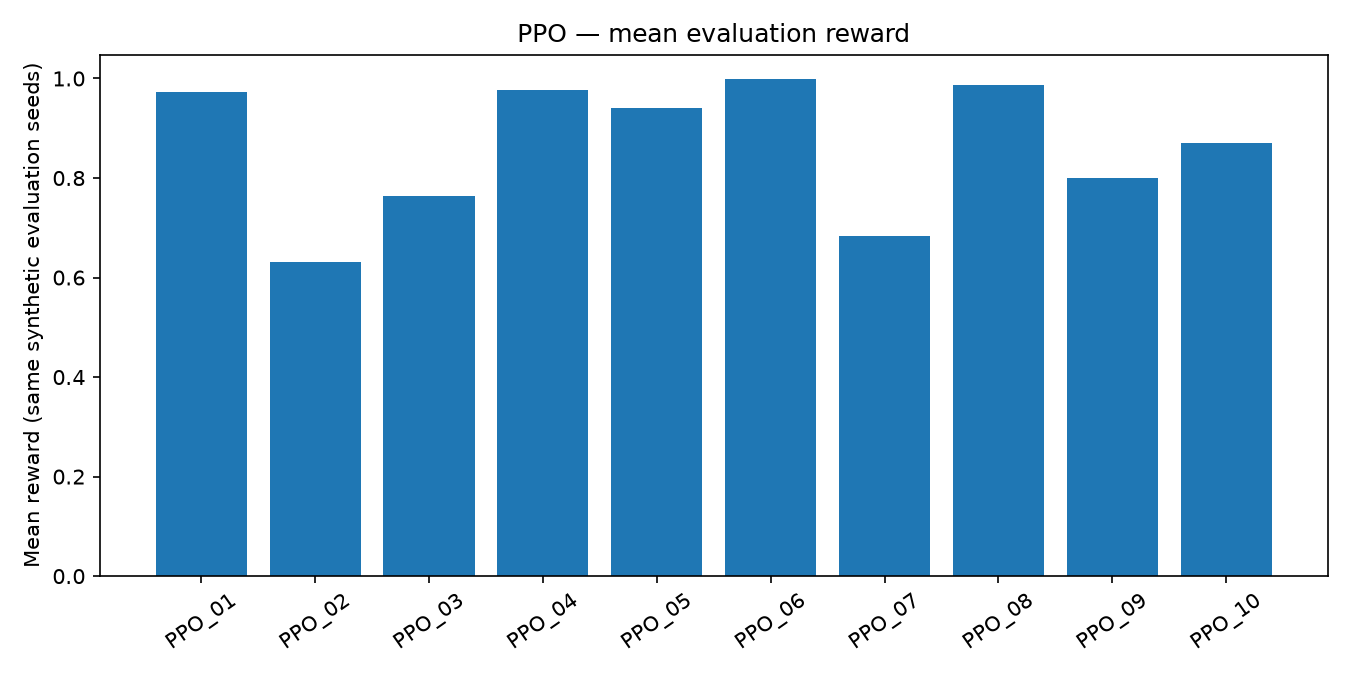 PPO — mean evaluation reward
Mean reward (same synthetic evaluation seeds)
1.0
0.8
0.6
0.4
0.2
0.0
PPO_01
PPO_02
PPO_03
PPO_04
PPO_05
PPO_06
PPO_07
PPO_08
PPO_09
PPO_10